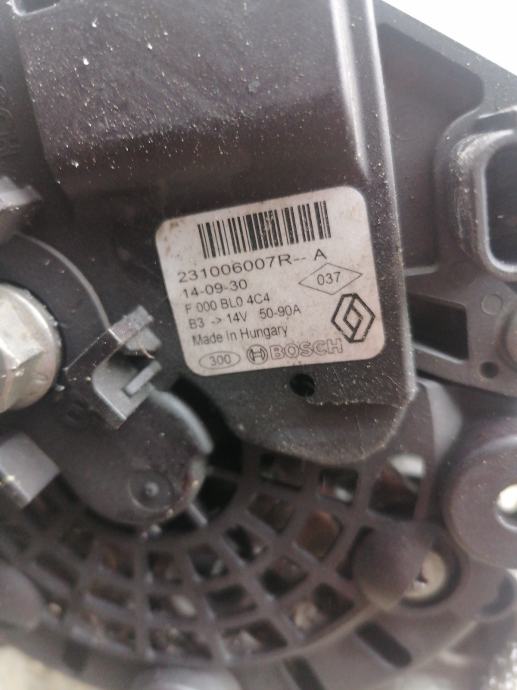 231006007R-- A
14-09-30
037
F 000 BL0 4C4
B3 -> 14V 50-90A
Made In Hungary
300 BOSCH